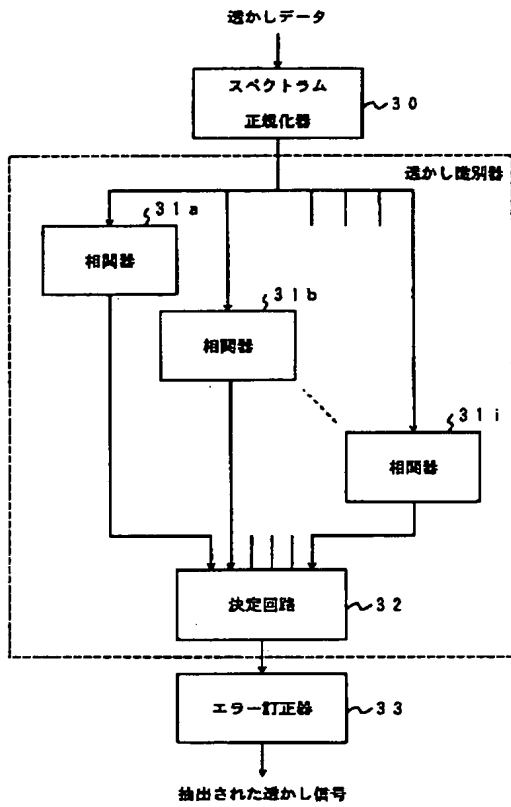 透かしデータ
スペクトラム
正規化器
30
透かし識別器
31a
相関器
31b
相関器
31i
相関器
決定回路
32
エラー訂正器
33
抽出された透かし信号